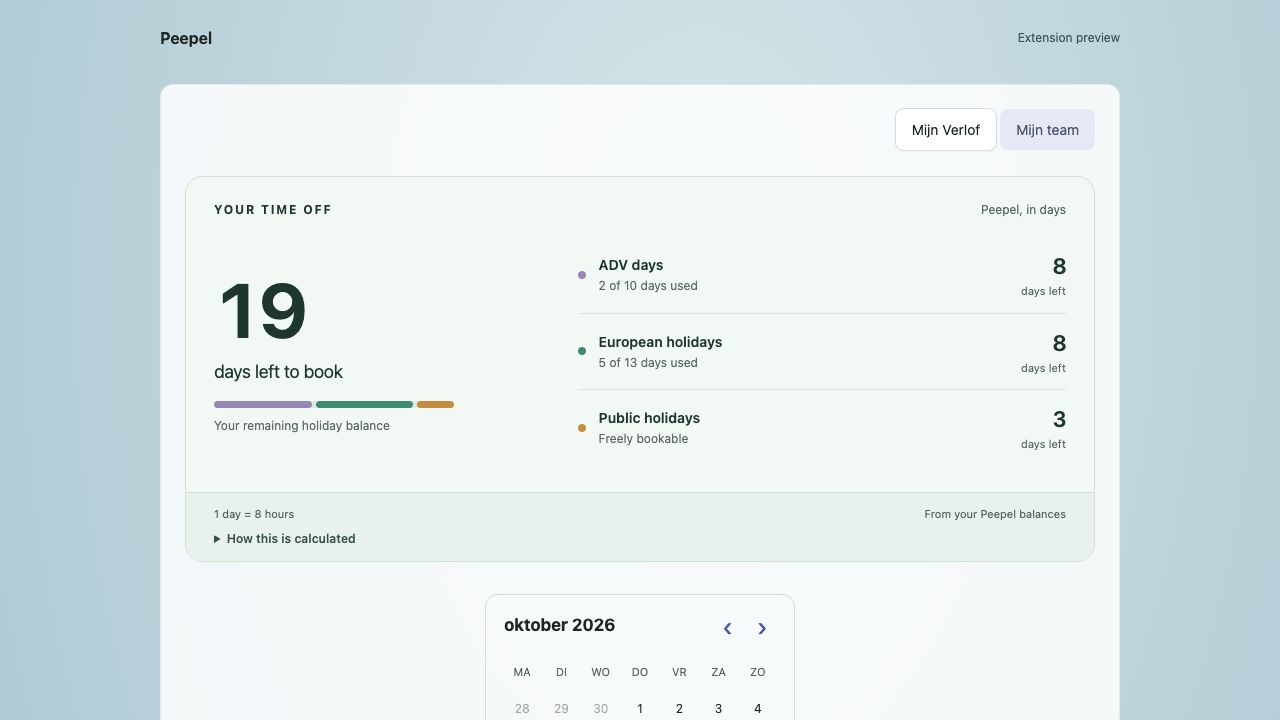 Peepel
Extension preview
Mijn Verlof
Mijn team
YOUR TIME OFF
Peepel, in days
19
days left to book
Your remaining holiday balance
ADV days
2 of 10 days used
8
days left
European holidays
5 of 13 days used
8
days left
Public holidays
Freely bookable
3
days left
1 day = 8 hours
From your Peepel balances
How this is calculated
oktober 2026
MA DI WO DO VR ZA ZO
28 29 30 1 2 3 4